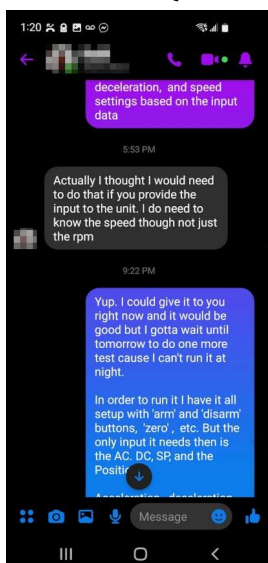 1:20
deceleration, and speed
settings based on the input
data
5:53 PM
Actually I thought I would need
to do that if you provide the
input to the unit. I do need to
know the speed though not just
the rpm
9:22 PM
Yup. I could give it to you
right now and it would be
good but I gotta wait until
tomorrow to do one more
test cause I can't run it at
night.
In order to run it I have it all
setup with 'arm' and 'disarm'
buttons, 'zero' , etc. But the
only input it needs then is
the AC. DC, SP, and the
Message